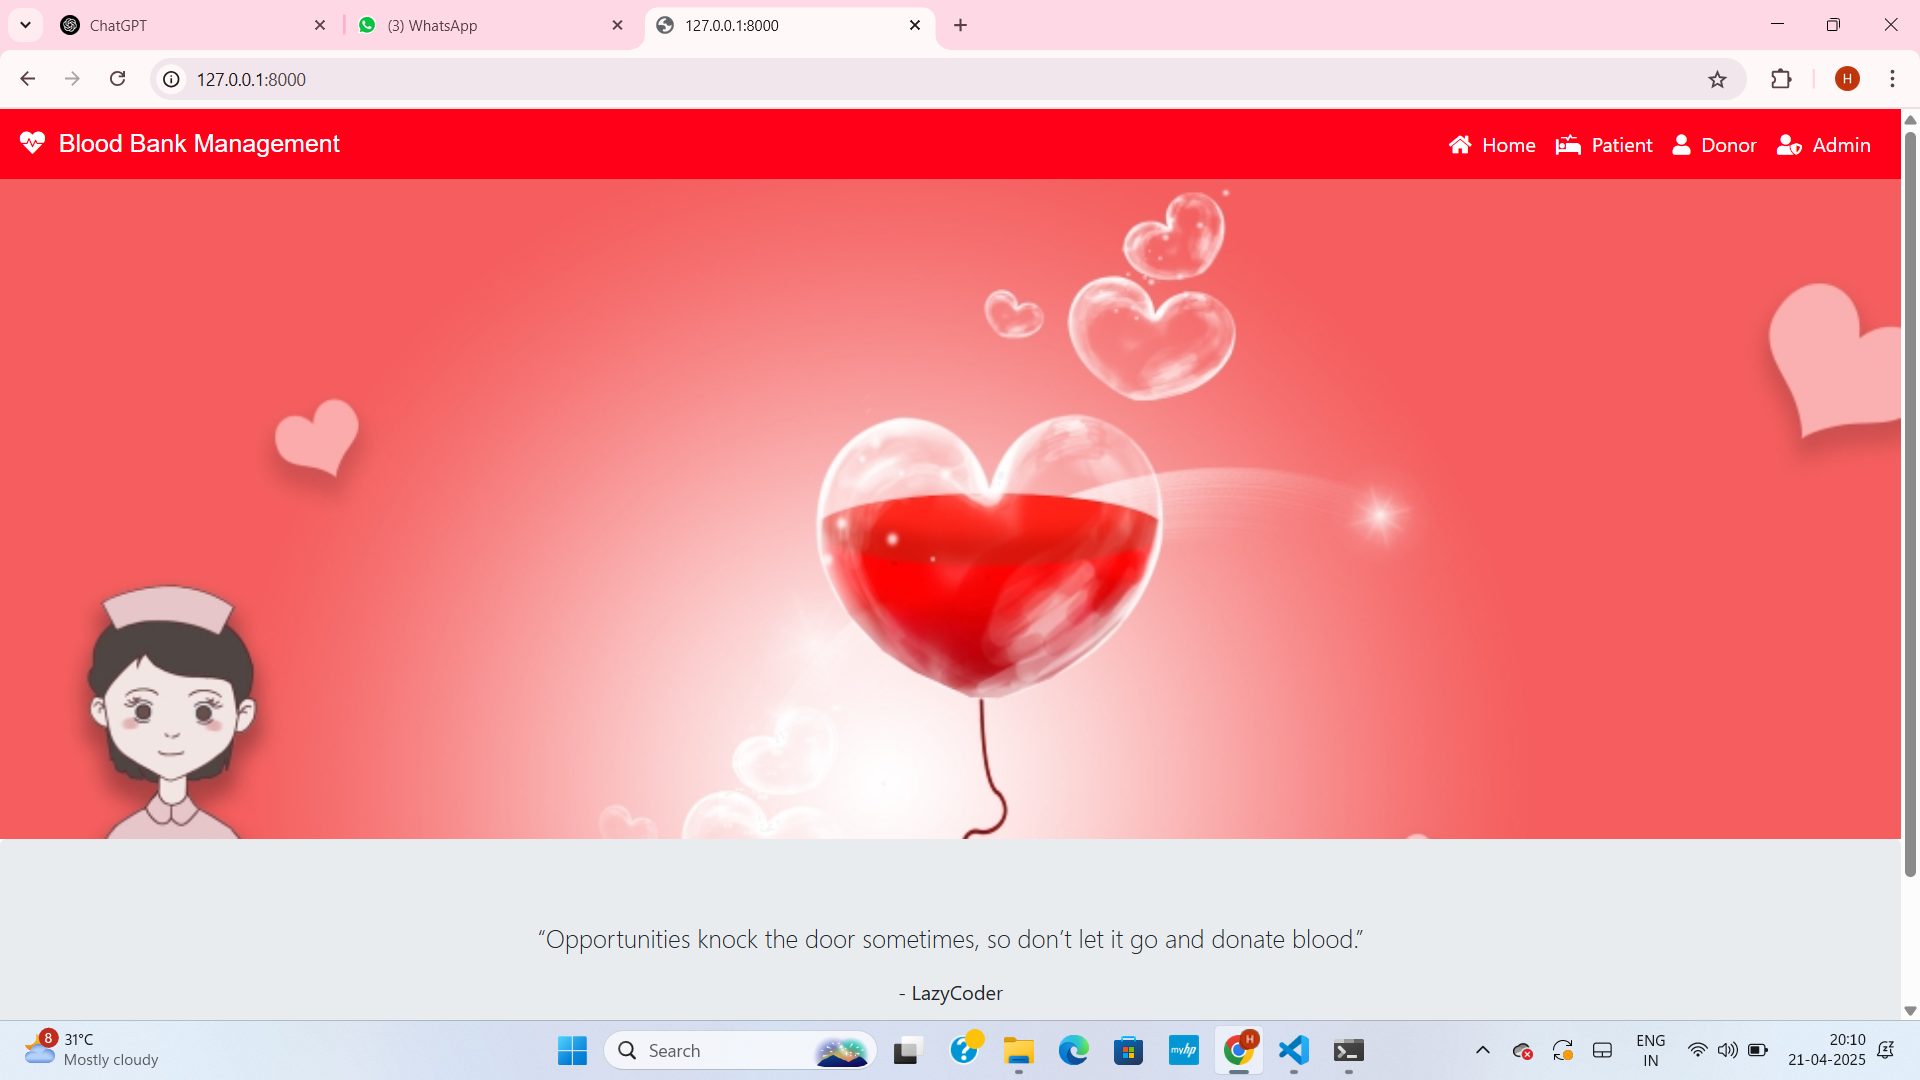 ChatGPT
(3) WhatsApp
127.0.0.1:8000
127.0.0.1:8000
H
Blood Bank Management
Home
Patient
Donor
Admin
“Opportunities knock the door sometimes, so don’t let it go and donate blood.”
- LazyCoder
8
31°C
Mostly cloudy
Search
myhp
H
ENG
IN
20:10
21-04-2025